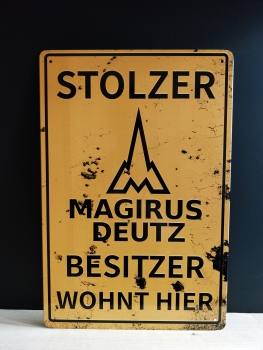 STOLZER
MAGIRUS
DEUTZ
BESITZER
WOHNT HIER